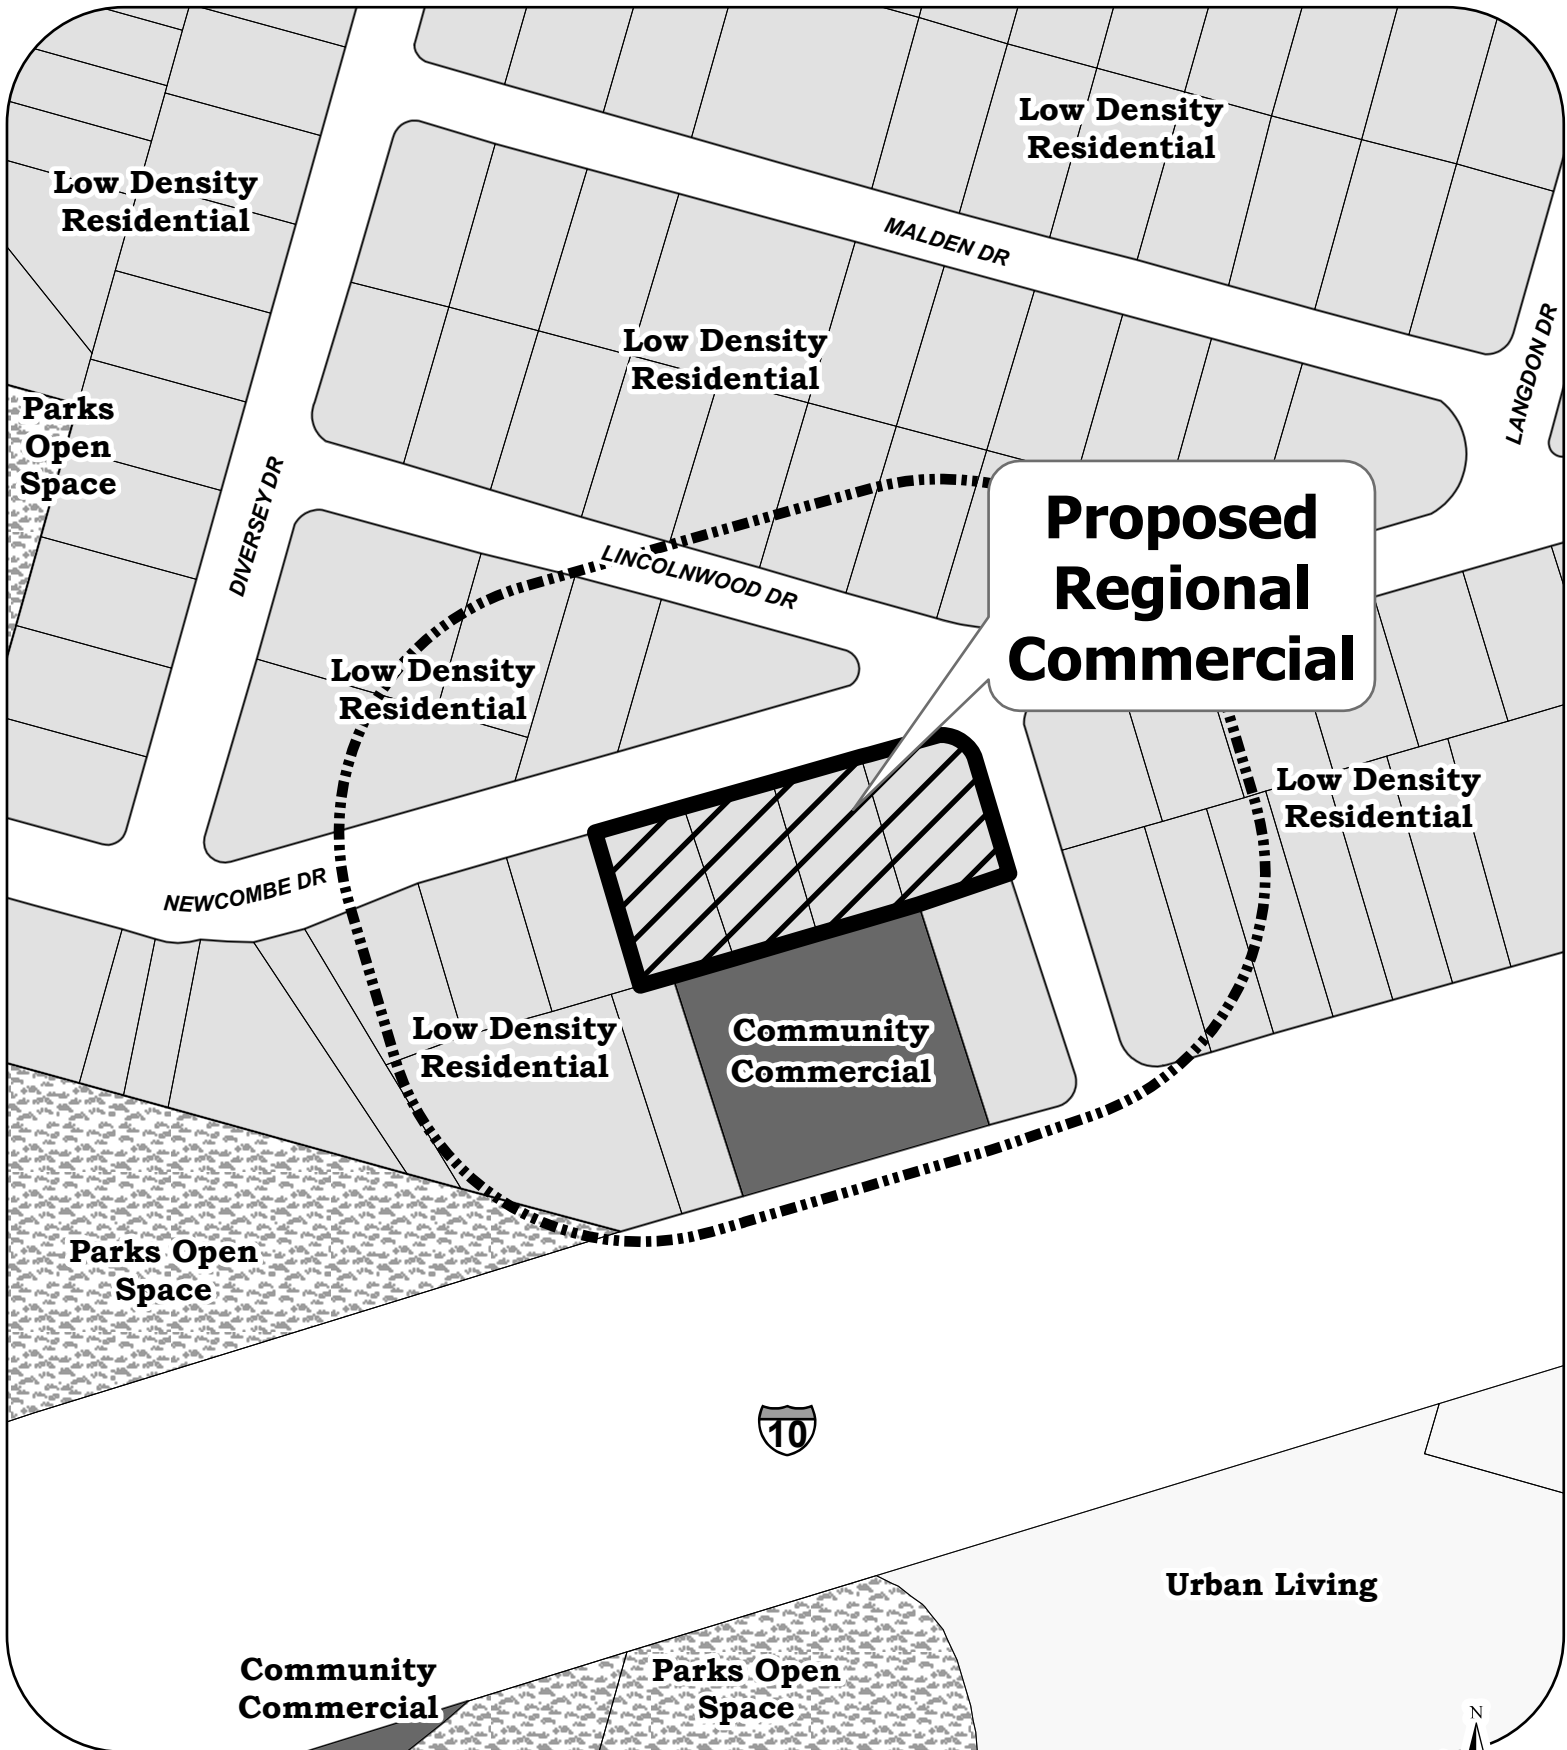 Low Density
Residential
Low Density
Residential
MALDEN DR
LANGDON DR
Low Density
Residential
Parks
Open
Space
DIVERSEY DR
Proposed
Regional
Commercial
LINCOLNWOOD DR
Low Density
Residential
Low Density
Residential
NEWCOMBE DR
Low Density
Residential
Community
Commercial
Parks Open
Space
10
Urban Living
Community
Commercial
Parks Open
Space
N